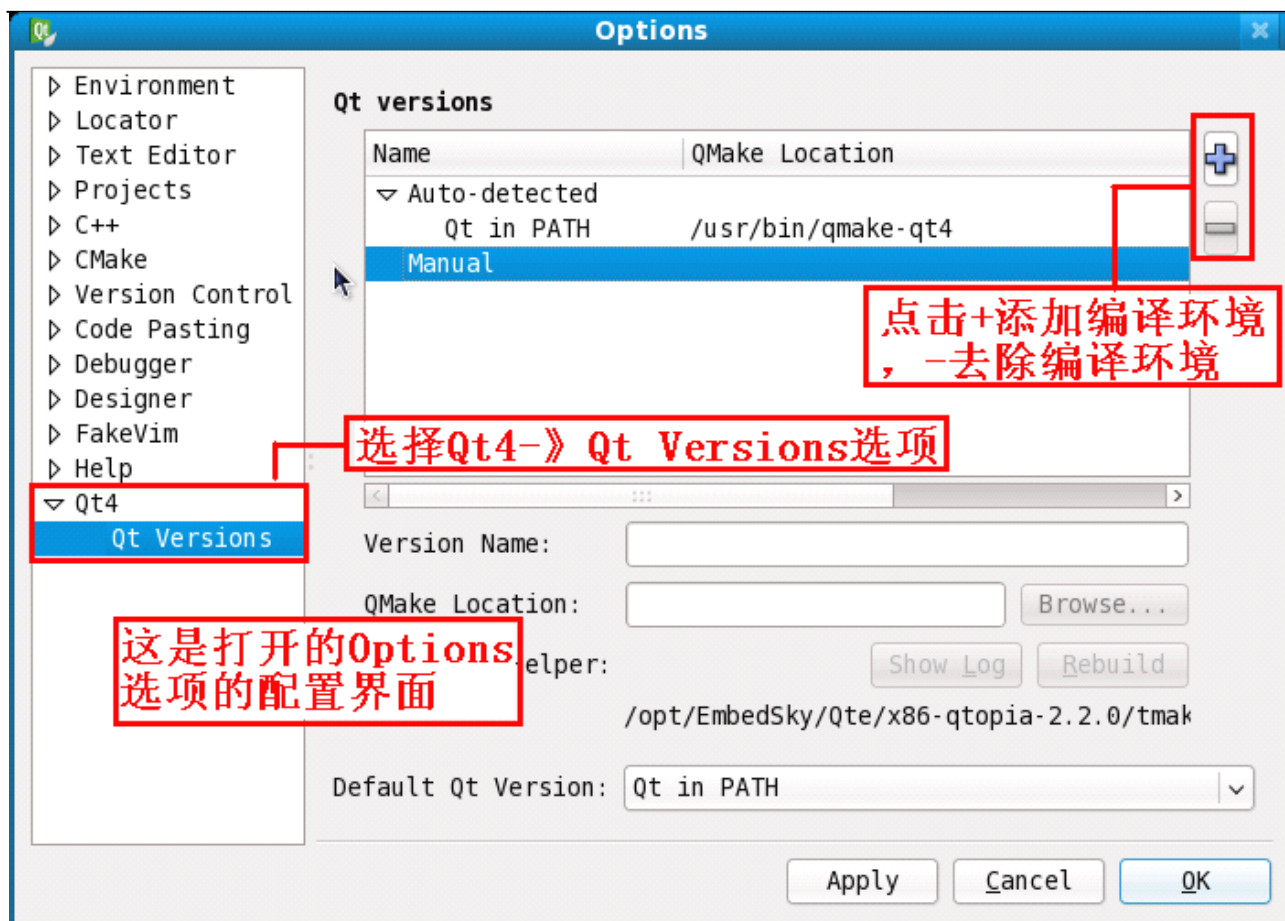 Options
Environment
Locator
Text Editor
Projects
C++
CMake
Version Control
Code Pasting
Debugger
Designer
FakeVim
Help
Qt4
Qt Versions
Qt versions
Name QMake Location
Auto-detected
Qt in PATH /usr/bin/qmake-qt4
Manual
点击+添加编译环境
，-去除编译环境
选择Qt4-》Qt Versions选项
Version Name:
QMake Location: Browse...
这是打开的Options
选项的配置界面
elper: Show Log Rebuild
/opt/EmbedSky/Qte/x86-qtopia-2.2.0/tmak
Default Qt Version: Qt in PATH
Apply Cancel OK